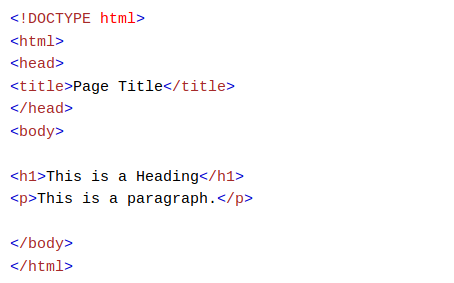 <!DOCTYPE html>
<html>
<head>
<title>Page Title</title>
</head>
<body>

<h1>This is a Heading</h1>
<p>This is a paragraph.</p>

</body>
</html>